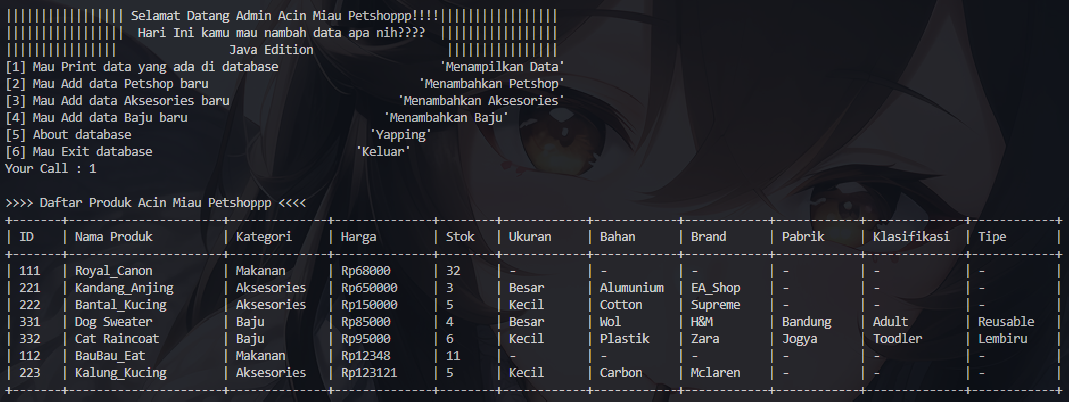 ||||||||||||||||| Selamat Datang Admin Acin Miau Petshoppp!!!!|||||||||||||||||
|||||||||||||||||  Hari Ini kamu mau nambah data apa nih????  |||||||||||||||||
||||||||||||||||                Java Edition                   ||||||||||||||||
[1] Mau Print data yang ada di database                       'Menampilkan Data'
[2] Mau Add data Petshop baru                              'Menambahkan Petshop'
[3] Mau Add data Aksesories baru                        'Menambahkan Aksesories'
[4] Mau Add data Baju baru                            'Menambahkan Baju'
[5] About database                                  'Yapping'
[6] Mau Exit database                             'Keluar'
Your Call : 1
>>>> Daftar Produk Acin Miau Petshoppp <<<<
+-------+----------------------+--------------+--------------+--------+------------+------------+------------+------------+--------------+------------+
| ID    | Nama Produk          | Kategori     | Harga        | Stok   | Ukuran     | Bahan      | Brand      | Pabrik     | Klasifikasi  | Tipe       |
+-------+----------------------+--------------+--------------+--------+------------+------------+------------+------------+--------------+------------+
| 111   | Royal_Canon          | Makanan      | Rp68000      | 32     | -          | -          | -          | -          | -            | -          |
| 221   | Kandang_Anjing       | Aksesories   | Rp650000     | 3      | Besar      | Alumunium  | EA_Shop    | -          | -            | -          |
| 222   | Bantal_Kucing        | Aksesories   | Rp150000     | 5      | Kecil      | Cotton     | Supreme    | -          | -            | -          |
| 331   | Dog Sweater          | Baju         | Rp85000      | 4      | Besar      | Wol        | H&M        | Bandung    | Adult        | Reusable   |
| 332   | Cat Raincoat         | Baju         | Rp95000      | 6      | Kecil      | Plastik    | Zara       | Jogya      | Toodler      | Lembiru    |
| 112   | BauBau_Eat           | Makanan      | Rp12348      | 11     | -          | -          | -          | -          | -            | -          |
| 223   | Kalung_Kucing        | Aksesories   | Rp123121     | 5      | Kecil      | Carbon     | Mclaren    | -          | -            | -          |
+-------+----------------------+--------------+--------------+--------+------------+------------+------------+------------+--------------+------------+